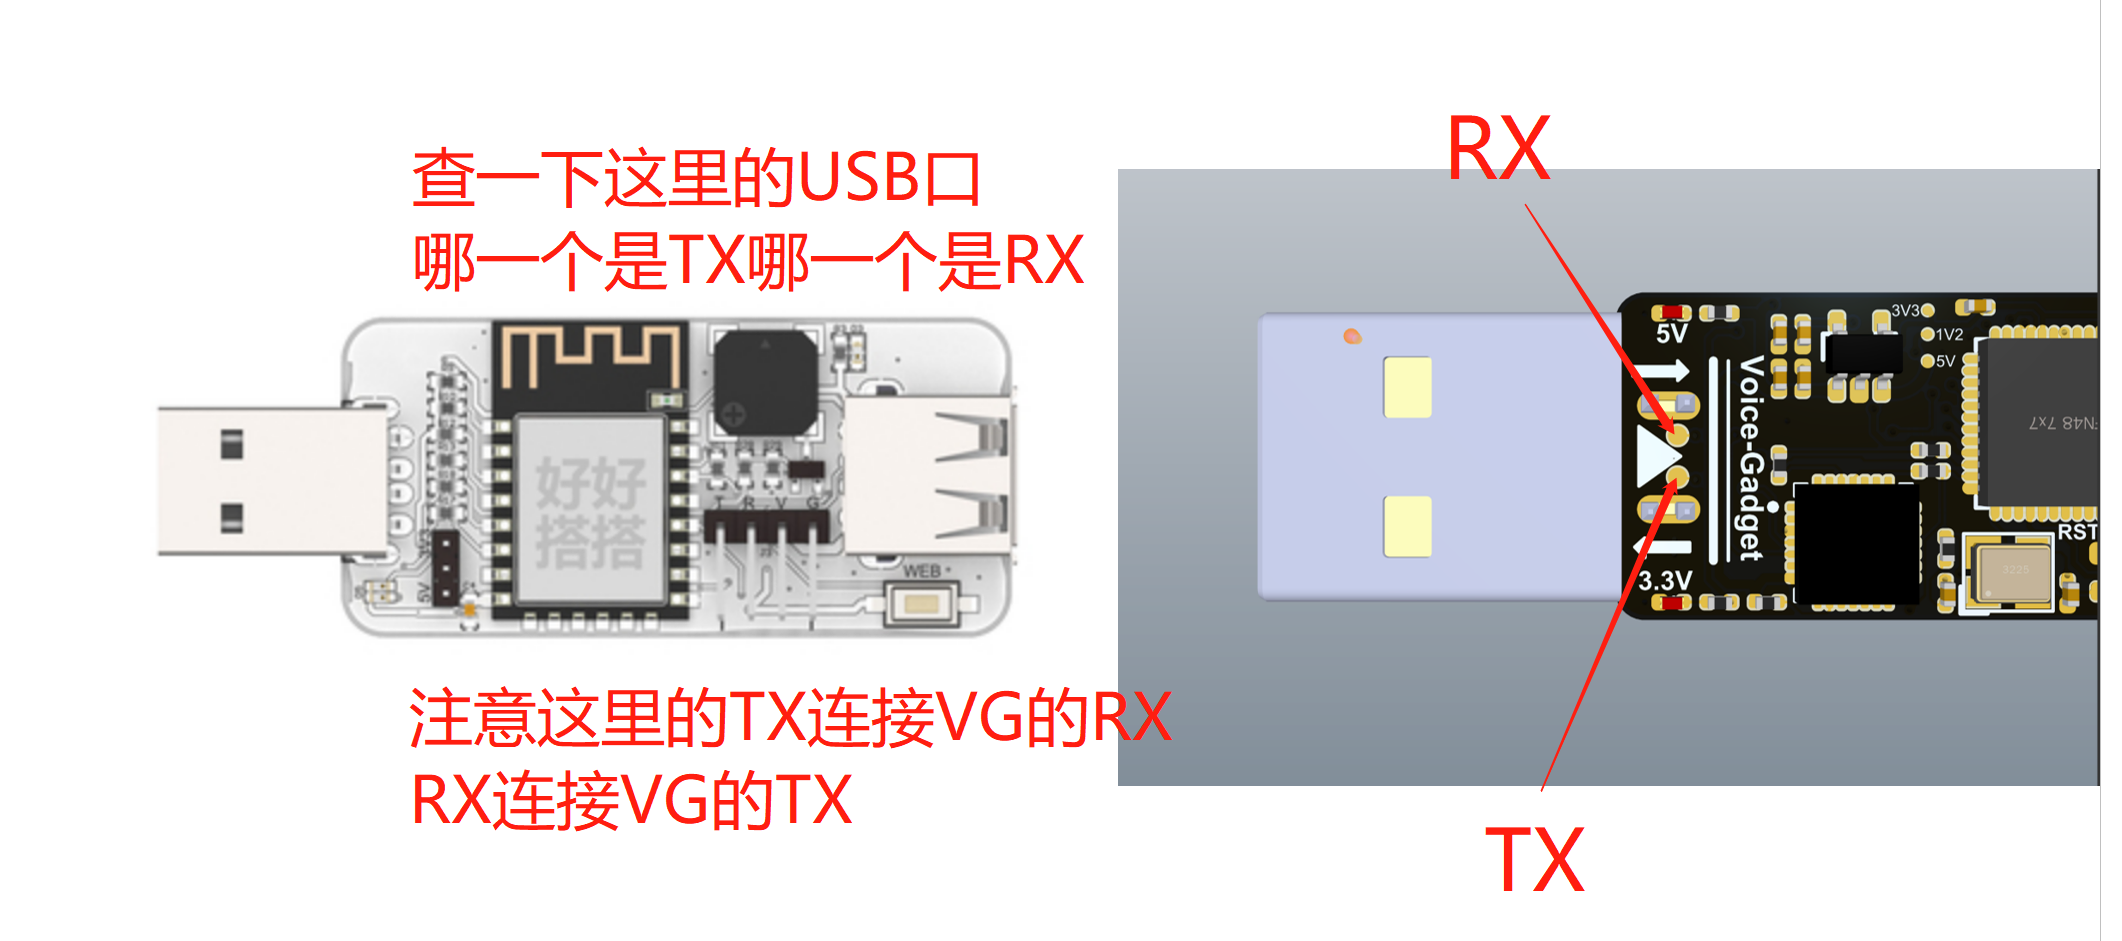 查一下这里的USB口
哪一个是TX哪一个是RX
好好
搭搭
T R V G
WEB
5V
注意这里的TX连接VG的RX
RX连接VG的TX
RX
5V
3V3
1V2
5V
Voice-Gadget
N48 7x7
RST
3225
3.3V
TX